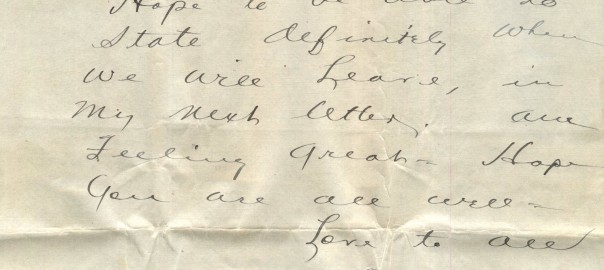 Hope to be able to
State definitely when
we will Leave, in
My next letter. am
Feeling great - Hope
You are all well -
Love to all